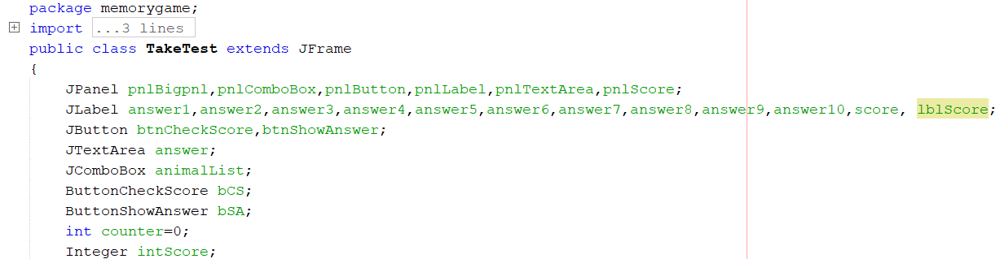 package memorygame;
import ...3 lines
public class TakeTest extends JFrame
{
JPanel pnlBigpnl,pnlComboBox,pnlButton,pnlLabel,pnlTextArea,pnlScore;
JLabel answer1,answer2,answer3,answer4,answer5,answer6,answer7,answer8,answer9,answer10,score, lblScore;
JButton btnCheckScore,btnShowAnswer;
JTextArea answer;
JComboBox animalList;
ButtonCheckScore bCS;
ButtonShowAnswer bSA;
int counter=0;
Integer intScore;